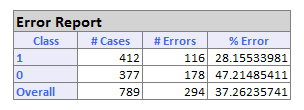 Error Report
Class # Cases # Errors % Error
1 412 116 28.15533981
0 377 178 47.21485411
Overall 789 294 37.26235741